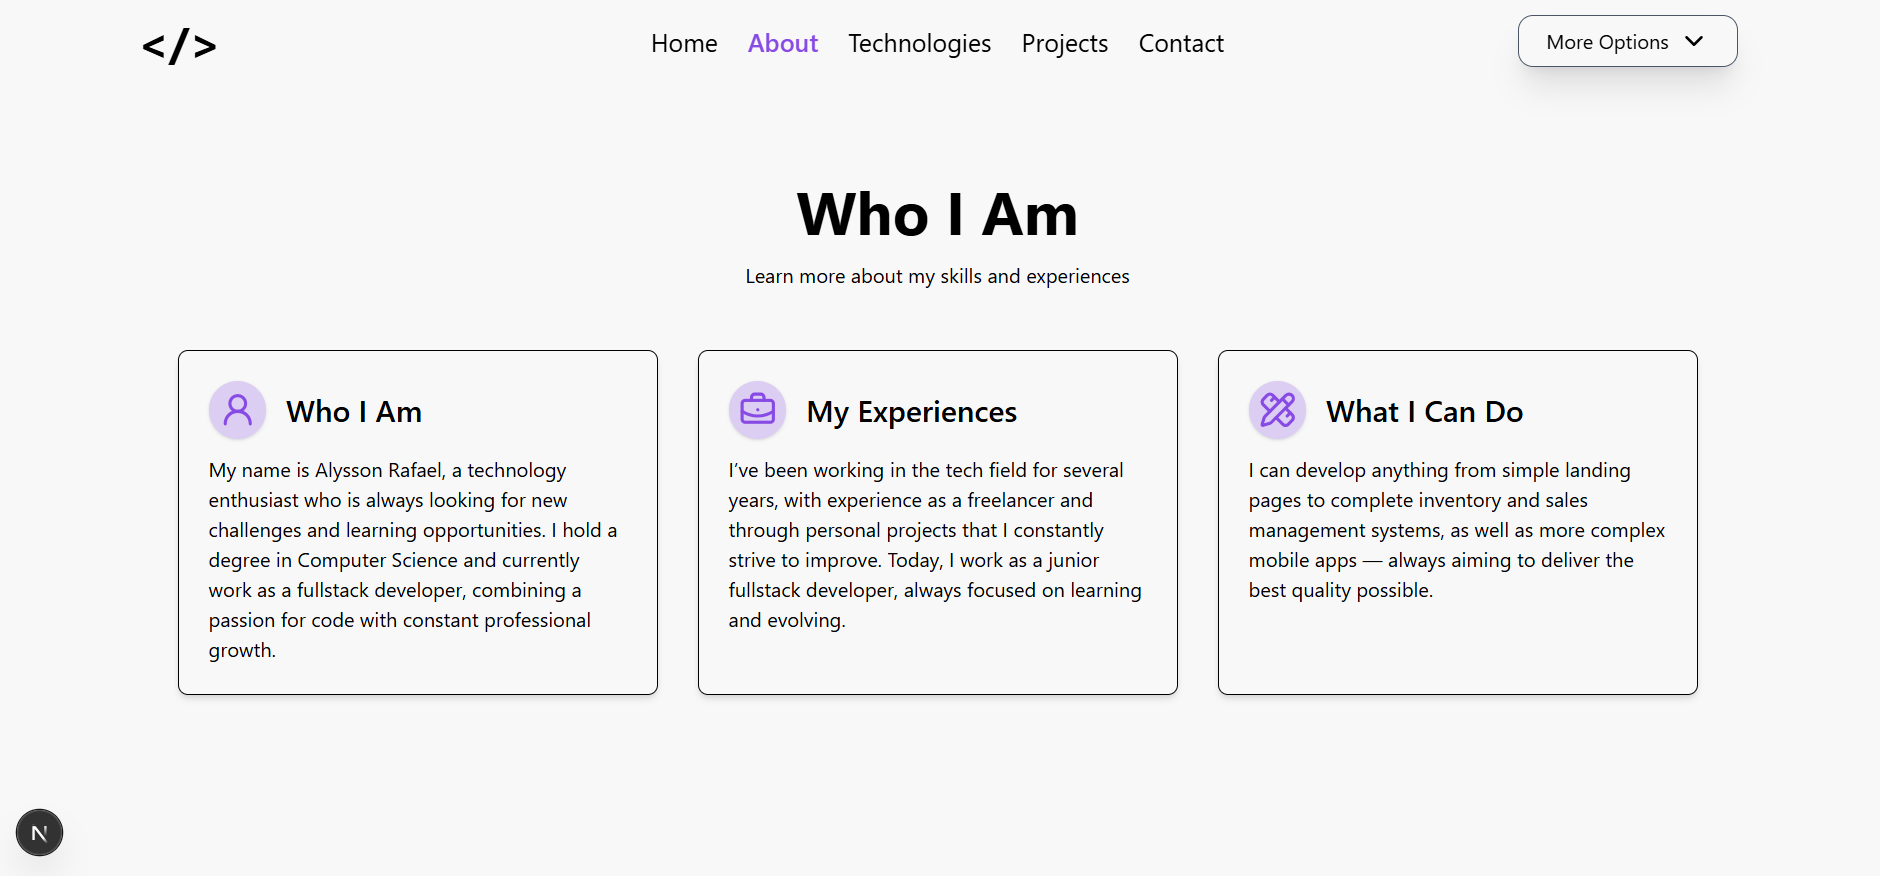 </>
Home About Technologies Projects Contact
More Options
Who I Am
Learn more about my skills and experiences
Who I Am
My name is Alysson Rafael, a technology
enthusiast who is always looking for new
challenges and learning opportunities. I hold a
degree in Computer Science and currently
work as a fullstack developer, combining a
passion for code with constant professional
growth.
My Experiences
I’ve been working in the tech field for several
years, with experience as a freelancer and
through personal projects that I constantly
strive to improve. Today, I work as a junior
fullstack developer, always focused on learning
and evolving.
What I Can Do
I can develop anything from simple landing
pages to complete inventory and sales
management systems, as well as more complex
mobile apps — always aiming to deliver the
best quality possible.
N